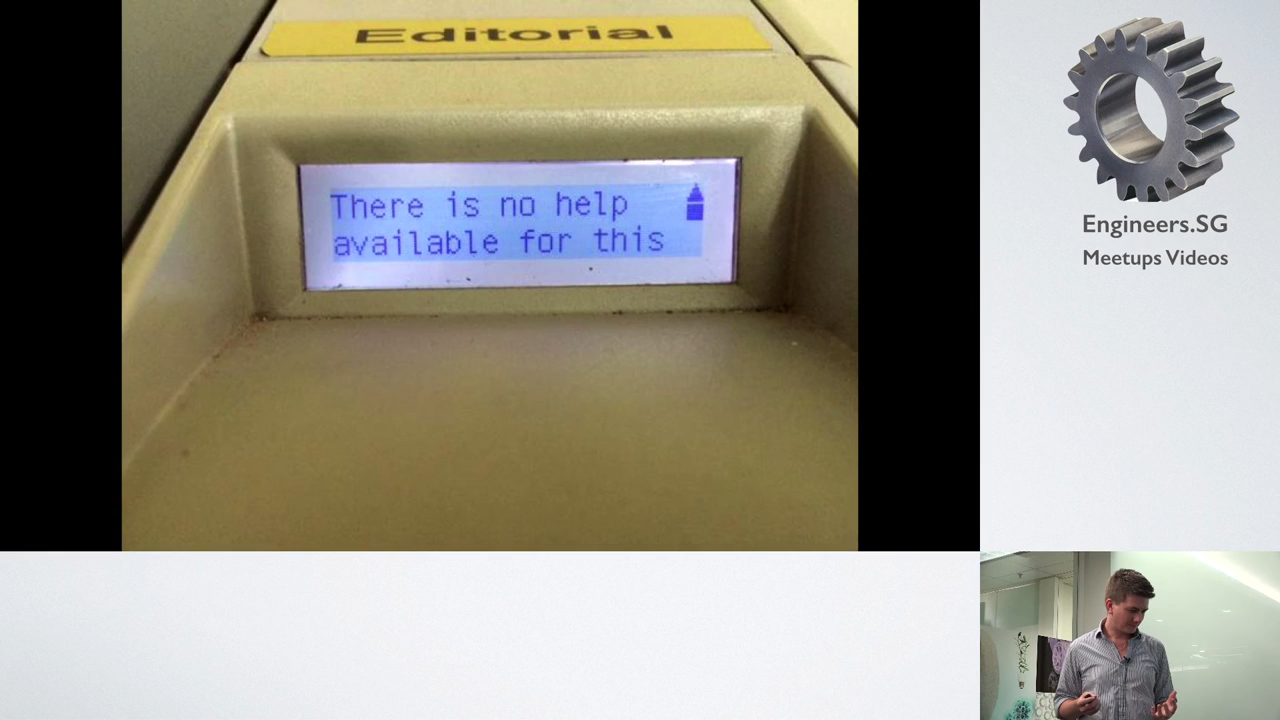 Editorial
There is no help
available for this
Engineers.SG
Meetups Videos